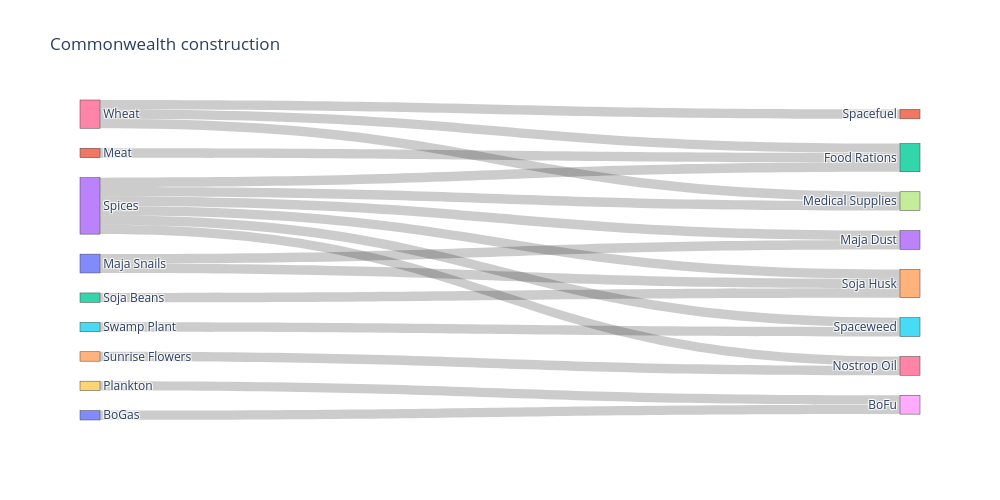 Commonwealth construction
Wheat
Meat
Spices
Maja Snails
Soja Beans
Swamp Plant
Sunrise Flowers
Plankton
BoGas
Spacefuel
Food Rations
Medical Supplies
Maja Dust
Soja Husk
Spaceweed
Nostrop Oil
BoFu